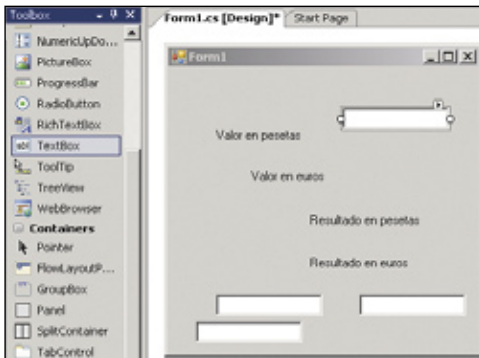 Toolbox
NumericUpDo...
PictureBox
ProgressBar
RadioButton
RichTextBox
abl TextBox
ToolTip
TreeView
WebBrowser
Containers
Pointer
FlowLayoutP...
GroupBox
Panel
SplitContainer
TabControl
Form1.cs [Design]* Start Page
Form1
Valor en pesetas
Valor en euros
Resultado en pesetas
Resultado en euros